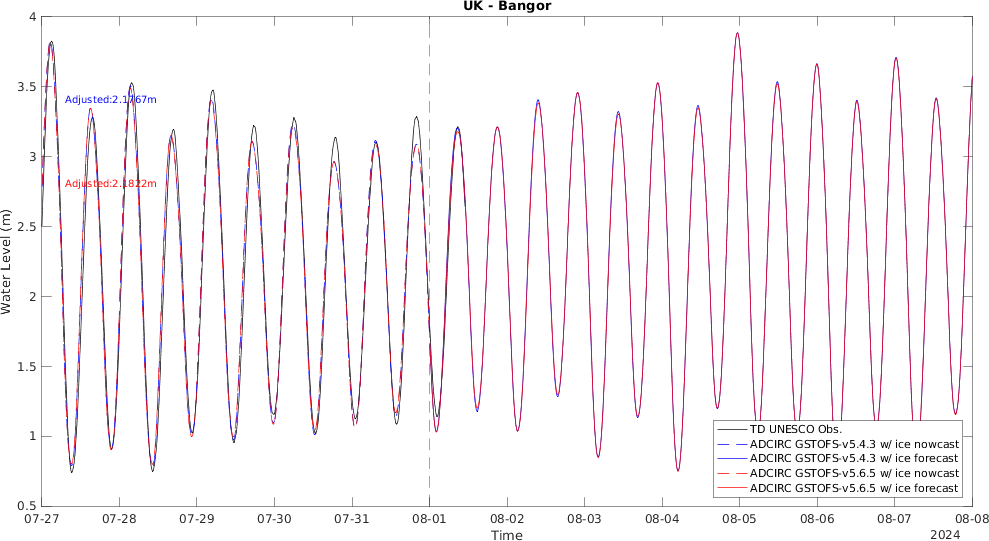 UK - Bangor
4
3.5
3
2.5
2
1.5
1
0.5
Water Level (m)
Adjusted:2.1767m
Adjusted:2.1822m
TD UNESCO Obs.
ADCIRC GSTOFS-v5.4.3 w/ ice nowcast
ADCIRC GSTOFS-v5.4.3 w/ ice forecast
ADCIRC GSTOFS-v5.6.5 w/ ice nowcast
ADCIRC GSTOFS-v5.6.5 w/ ice forecast
07-27 07-28 07-29 07-30 07-31 08-01 08-02 08-03 08-04 08-05 08-06 08-07 08-08
Time
2024